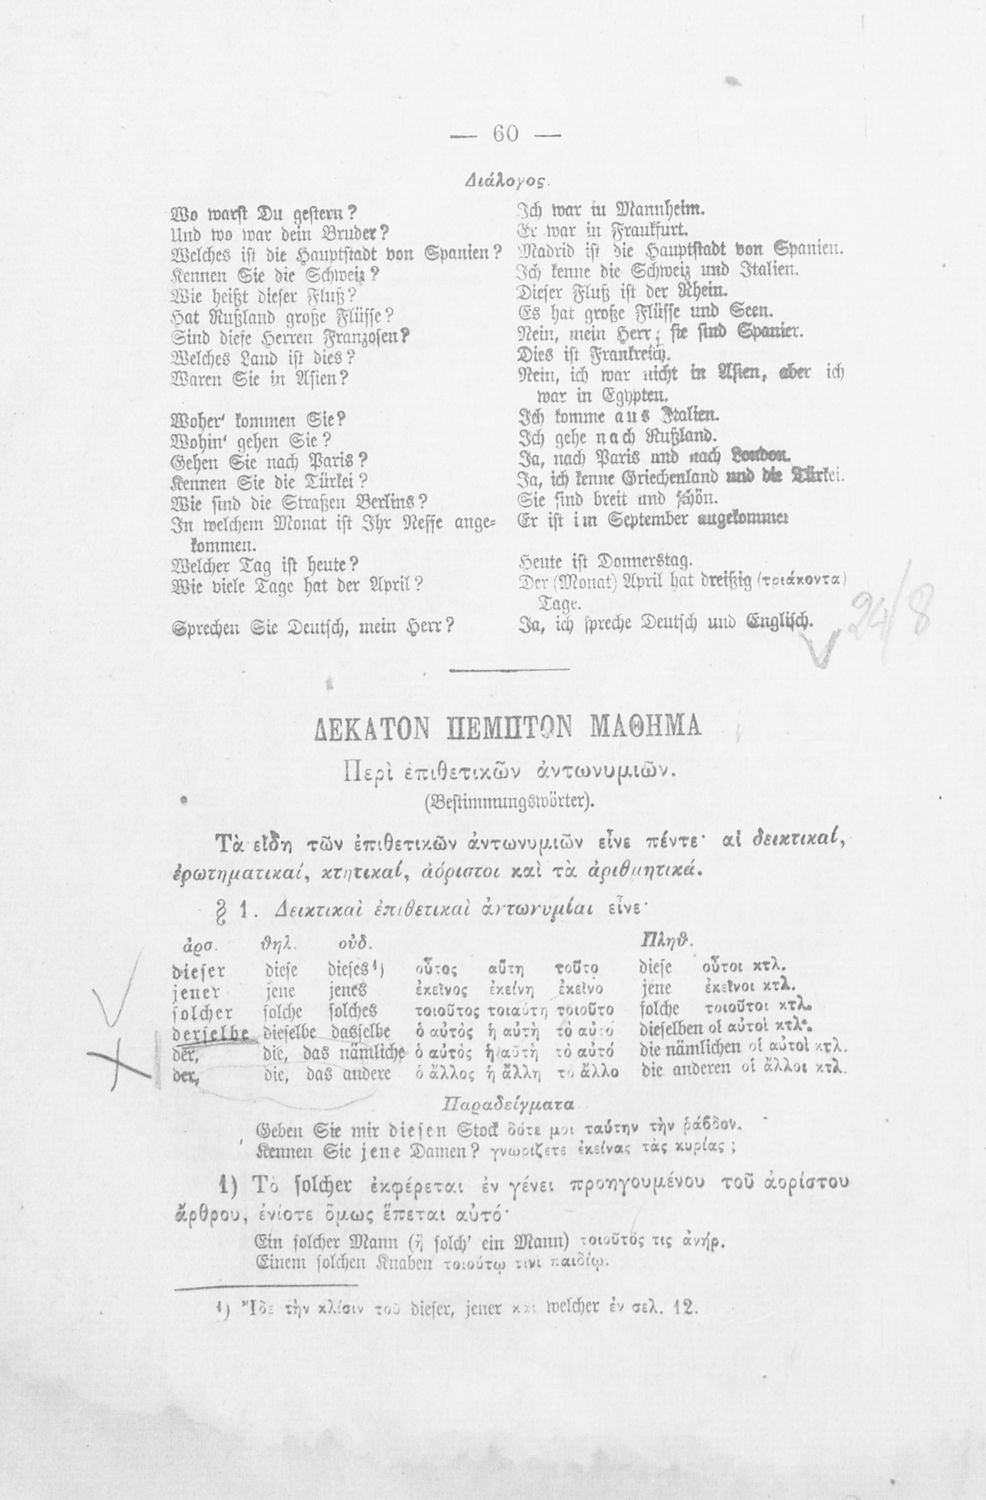 — 60 —
Διάλογος.
Wo warst Du gestern? Ich war in Mannheim.
Und wo war dein Bruder? Er war in Frankfurt.
Welches ist die Hauptstadt von Spanien? Madrid ist die Hauptstadt von Spanien.
Kennen Sie die Schweiz? Ich kenne die Schweiz und Italien.
Wie heißt dieser Fluß? Dieser Fluß ist der Rhein.
Hat Rußland große Flüsse? Es hat große Flüsse und Seen.
Sind diese Herren Franzosen? Nein, mein Herr; sie sind Spanier.
Welches Land ist dies? Dies ist Frankreich.
Waren Sie in Asien? Nein, ich war nicht in Asien, aber ich
war in Egypten.
Woher' kommen Sie? Ich komme aus Italien.
Wohin' gehen Sie? Ich gehe nach Rußland.
Gehen Sie nach Paris? Ja, nach Paris und nach London.
Kennen Sie die Türkei? Ja, ich kenne Griechenland und die Türkei.
Wie sind die Straßen Berlins? Sie sind breit und schön.
In welchem Monat ist Ihr Neffe ange= Er ist im September angekommen
kommen.
Welcher Tag ist heute? Heute ist Donnerstag.
Wie viele Tage hat der April? Der (Monat) April hat dreißig (τριάκοντα)
Tage.
Sprechen Sie Deutsch, mein Herr? Ja, ich spreche Deutsch und Englisch.
24/8
ΔΕΚΑΤΟΝ ΠΕΜΠΤΟΝ ΜΑΘΗΜΑ
Περὶ ἐπιθετικῶν ἀντωνυμιῶν.
(Bestimmungswörter).
Τὰ εἴδη τῶν ἐπιθετικῶν ἀντωνυμιῶν εἶνε πέντε· αἱ δεικτικαί,
ἐρωτηματικαί, κτητικαί, ἀόριστοι καὶ τὰ ἀριθμητικά.
§ 1. Δεικτικαὶ ἐπιθετικαὶ ἀντωνυμίαι εἶνε·
ἀρσ. θηλ. οὐδ. Πληθ.
dieser diese dieses¹) οὗτος αὕτη τοῦτο diese οὗτοι κτλ.
jener jene jenes ἐκεῖνος ἐκείνη ἐκεῖνο jene ἐκεῖνοι κτλ.
solcher solche solches τοιοῦτος τοιαύτη τοιοῦτο solche τοιοῦτοι κτλ.
derselbe dieselbe dasselbe ὁ αὐτὸς ἡ αὐτὴ τὸ αὐτό dieselben οἱ αὐτοὶ κτλ.
der, die, das nämliche ὁ αὐτὸς ἡ αὐτὴ τὸ αὐτό die nämlichen οἱ αὐτοὶ κτλ.
der, die, das andere ὁ ἄλλος ἡ ἄλλη τὸ ἄλλο die anderen οἱ ἄλλοι κτλ.
Παραδείγματα
Geben Sie mir diesen Stock δότε μοι ταύτην τὴν ῥάβδον.
Kennen Sie jene Damen? γνωρίζετε ἐκείνας τὰς κυρίας;
1) Τὸ solcher ἐκφέρεται ἐν γένει προηγουμένου τοῦ ἀορίστου
ἄρθρου, ἐνίοτε ὅμως ἕπεται αὐτό·
Ein solcher Mann (ἢ solch' ein Mann) τοιοῦτός τις ἀνήρ.
Einem solchen Knaben τοιούτῳ τινι παιδίῳ.
¹) Ἴδε τὴν κλίσιν τοῦ dieser, jener καὶ welcher ἐν σελ. 12.